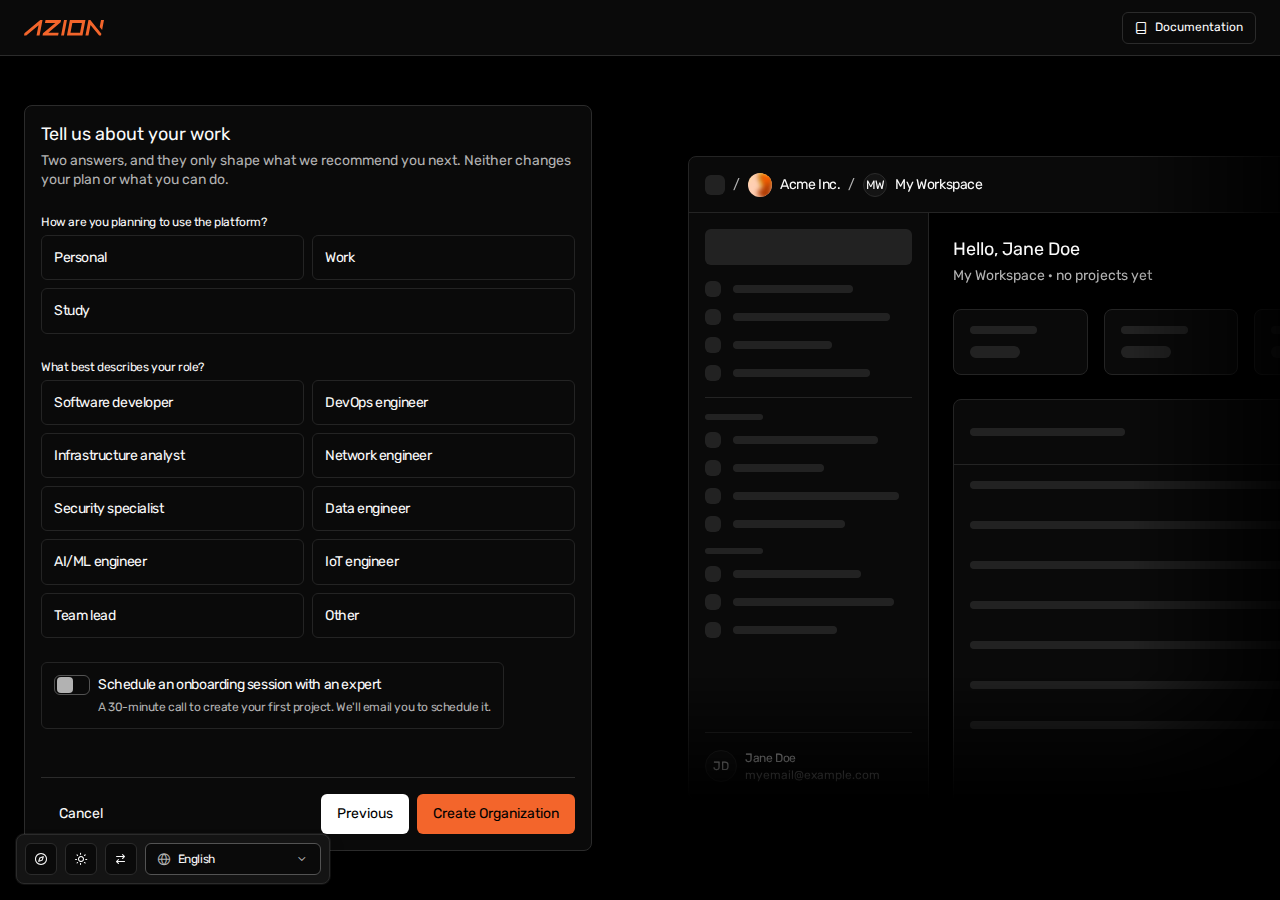 AZION
Documentation
Tell us about your work
Two answers, and they only shape what we recommend you next. Neither changes
your plan or what you can do.
How are you planning to use the platform?
Personal
Work
Study
What best describes your role?
Software developer
DevOps engineer
Infrastructure analyst
Network engineer
Security specialist
Data engineer
AI/ML engineer
IoT engineer
Team lead
Other
Schedule an onboarding session with an expert
A 30-minute call to create your first project. We'll email you to schedule it.
Cancel
Previous
Create Organization
English
/ Acme Inc. / MW My Workspace
Hello, Jane Doe
My Workspace • no projects yet
JD
Jane Doe
myemail@example.com